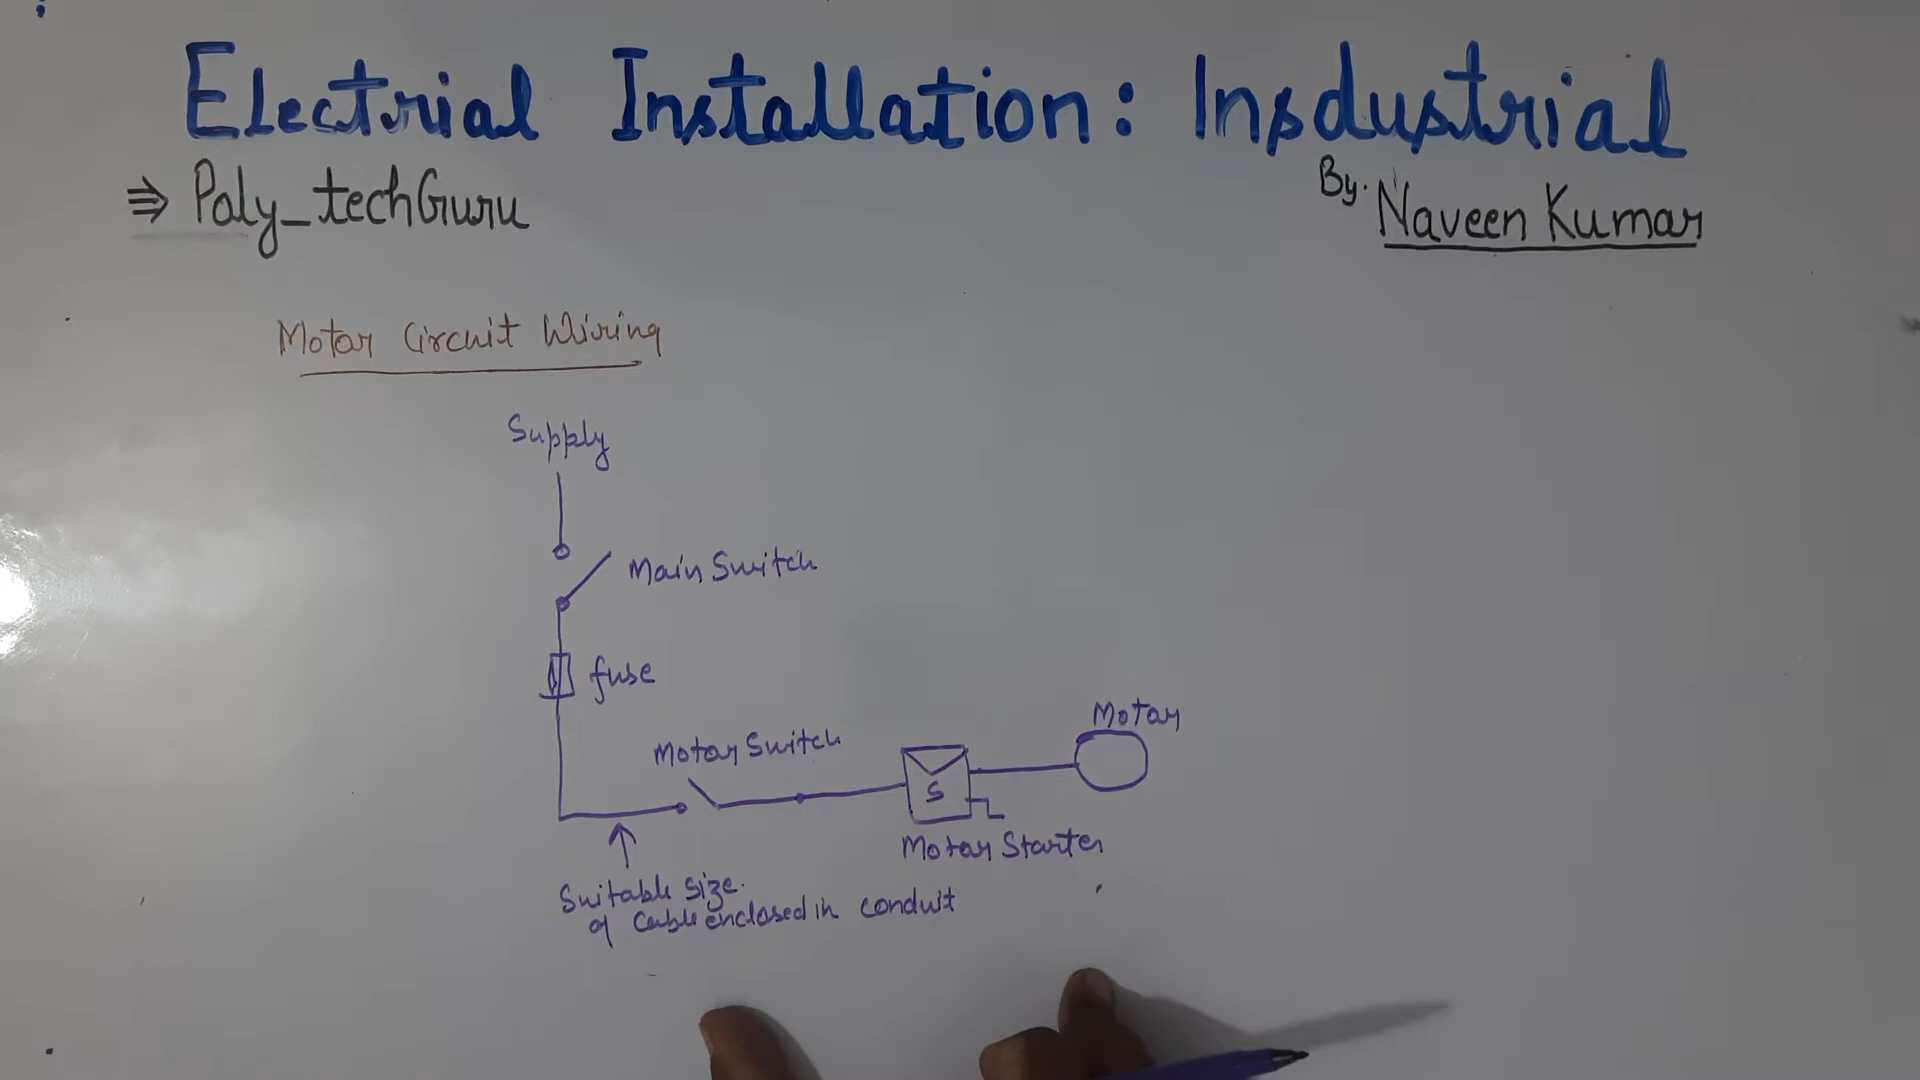 Electrial Installation: Insdustrial
⇒ Poly_techGuru
By. Naveen Kumar
Motor Circuit Wiring
Supply
Main Switch
fuse
Motor
Motor Switch
S
Motor Starter
Suitable size.
of cable enclosed in conduit